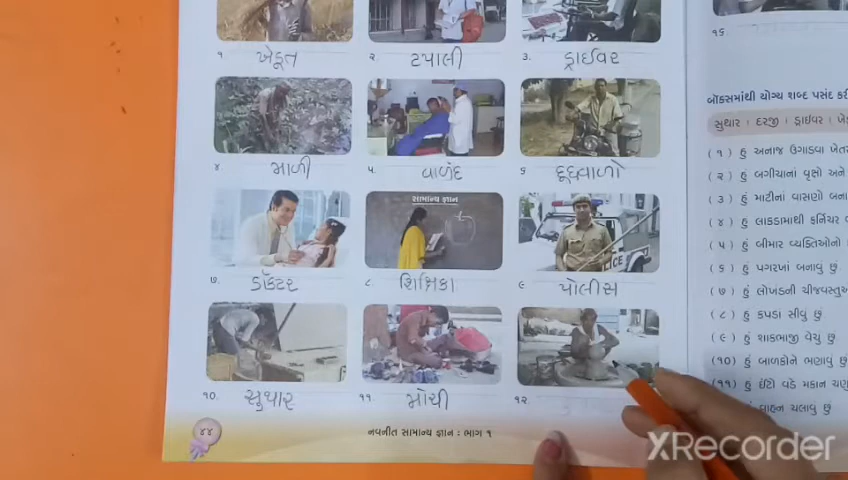 ૧૬.
૧ ખેડૂત ૨. ટપાલી ૩. ડ્રાઈવર
૪ માળી ૫. વાળંદ ૬ દૂધવાળો
સામાન્ય જ્ઞાન
૭. ડૉક્ટર ૮. શિક્ષિકા ૯ પોલીસ
POLICE
૧૦. સુથાર ૧૧. મોચી ૧૨.
૪૪ નવનીત સામાન્ય જ્ઞાન : ભાગ ૧
બૉક્સમાંથી યોગ્ય શબ્દ પસંદ કરી
સુથાર । દરજી । ડ્રાઈવર ।
(૧) હું અનાજ ઉગાડવા
(૨) હું બગીચાનાં વૃક્ષો અને
(૩) હું માટીનાં વાસણો
(૪) હું લાકડામાંથી ફર્નિચર
(૫) હું બીમાર વ્યક્તિઓનો
(૬) હું પગરખાં બનાવું છું.
(૭) હું લોખંડની
(૮) હું કપડાં સીવું છું
(૯) હું શાકભાજી વેચું છું
(૧૦) હું બાળકોને ભણાવું છું
(૧૧) હું ઈંટો વડે મકાન
વાહન ચલાવું છું
XRecorder